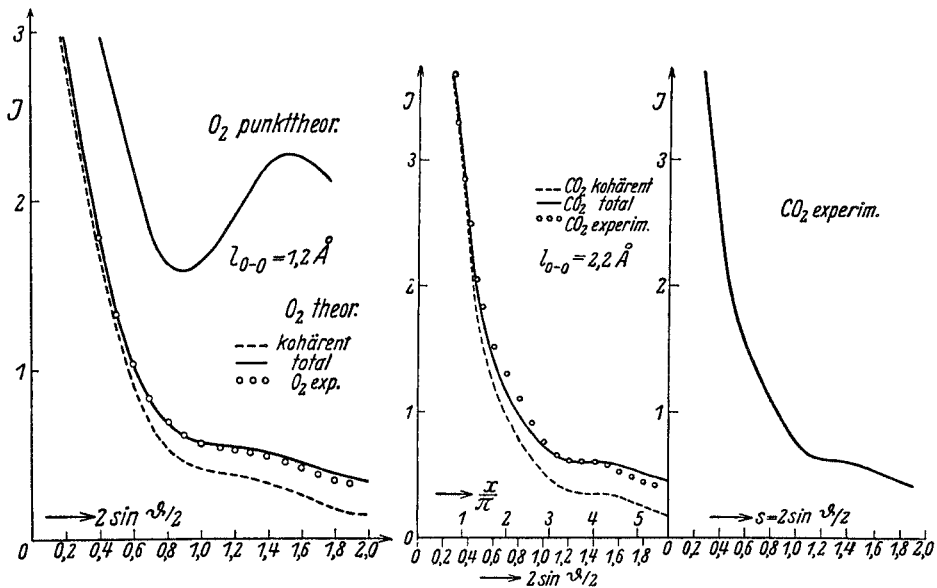 3
J
O₂ punkttheor.
2
l₀₋₀ = 1,2 Å
O₂ theor.
kohärent
total
O₂ exp.
1
2 sin ϑ/2
0
0,2 0,4 0,6 0,8 1,0 1,2 1,4 1,6 1,8 2,0
J
3
CO₂ kohärent
CO₂ total
CO₂ experim.
l₀₋₀ = 2,2 Å
2
1
x/π
1 2 3 4 5
0
0,2 0,4 0,6 0,8 1,0 1,2 1,4 1,6 1,8
2 sin ϑ/2
J
3
CO₂ experim.
2
1
s=2sin ϑ/2
0
0,2 0,4 0,6 0,8 1,0 1,2 1,4 1,6 1,8 2,0